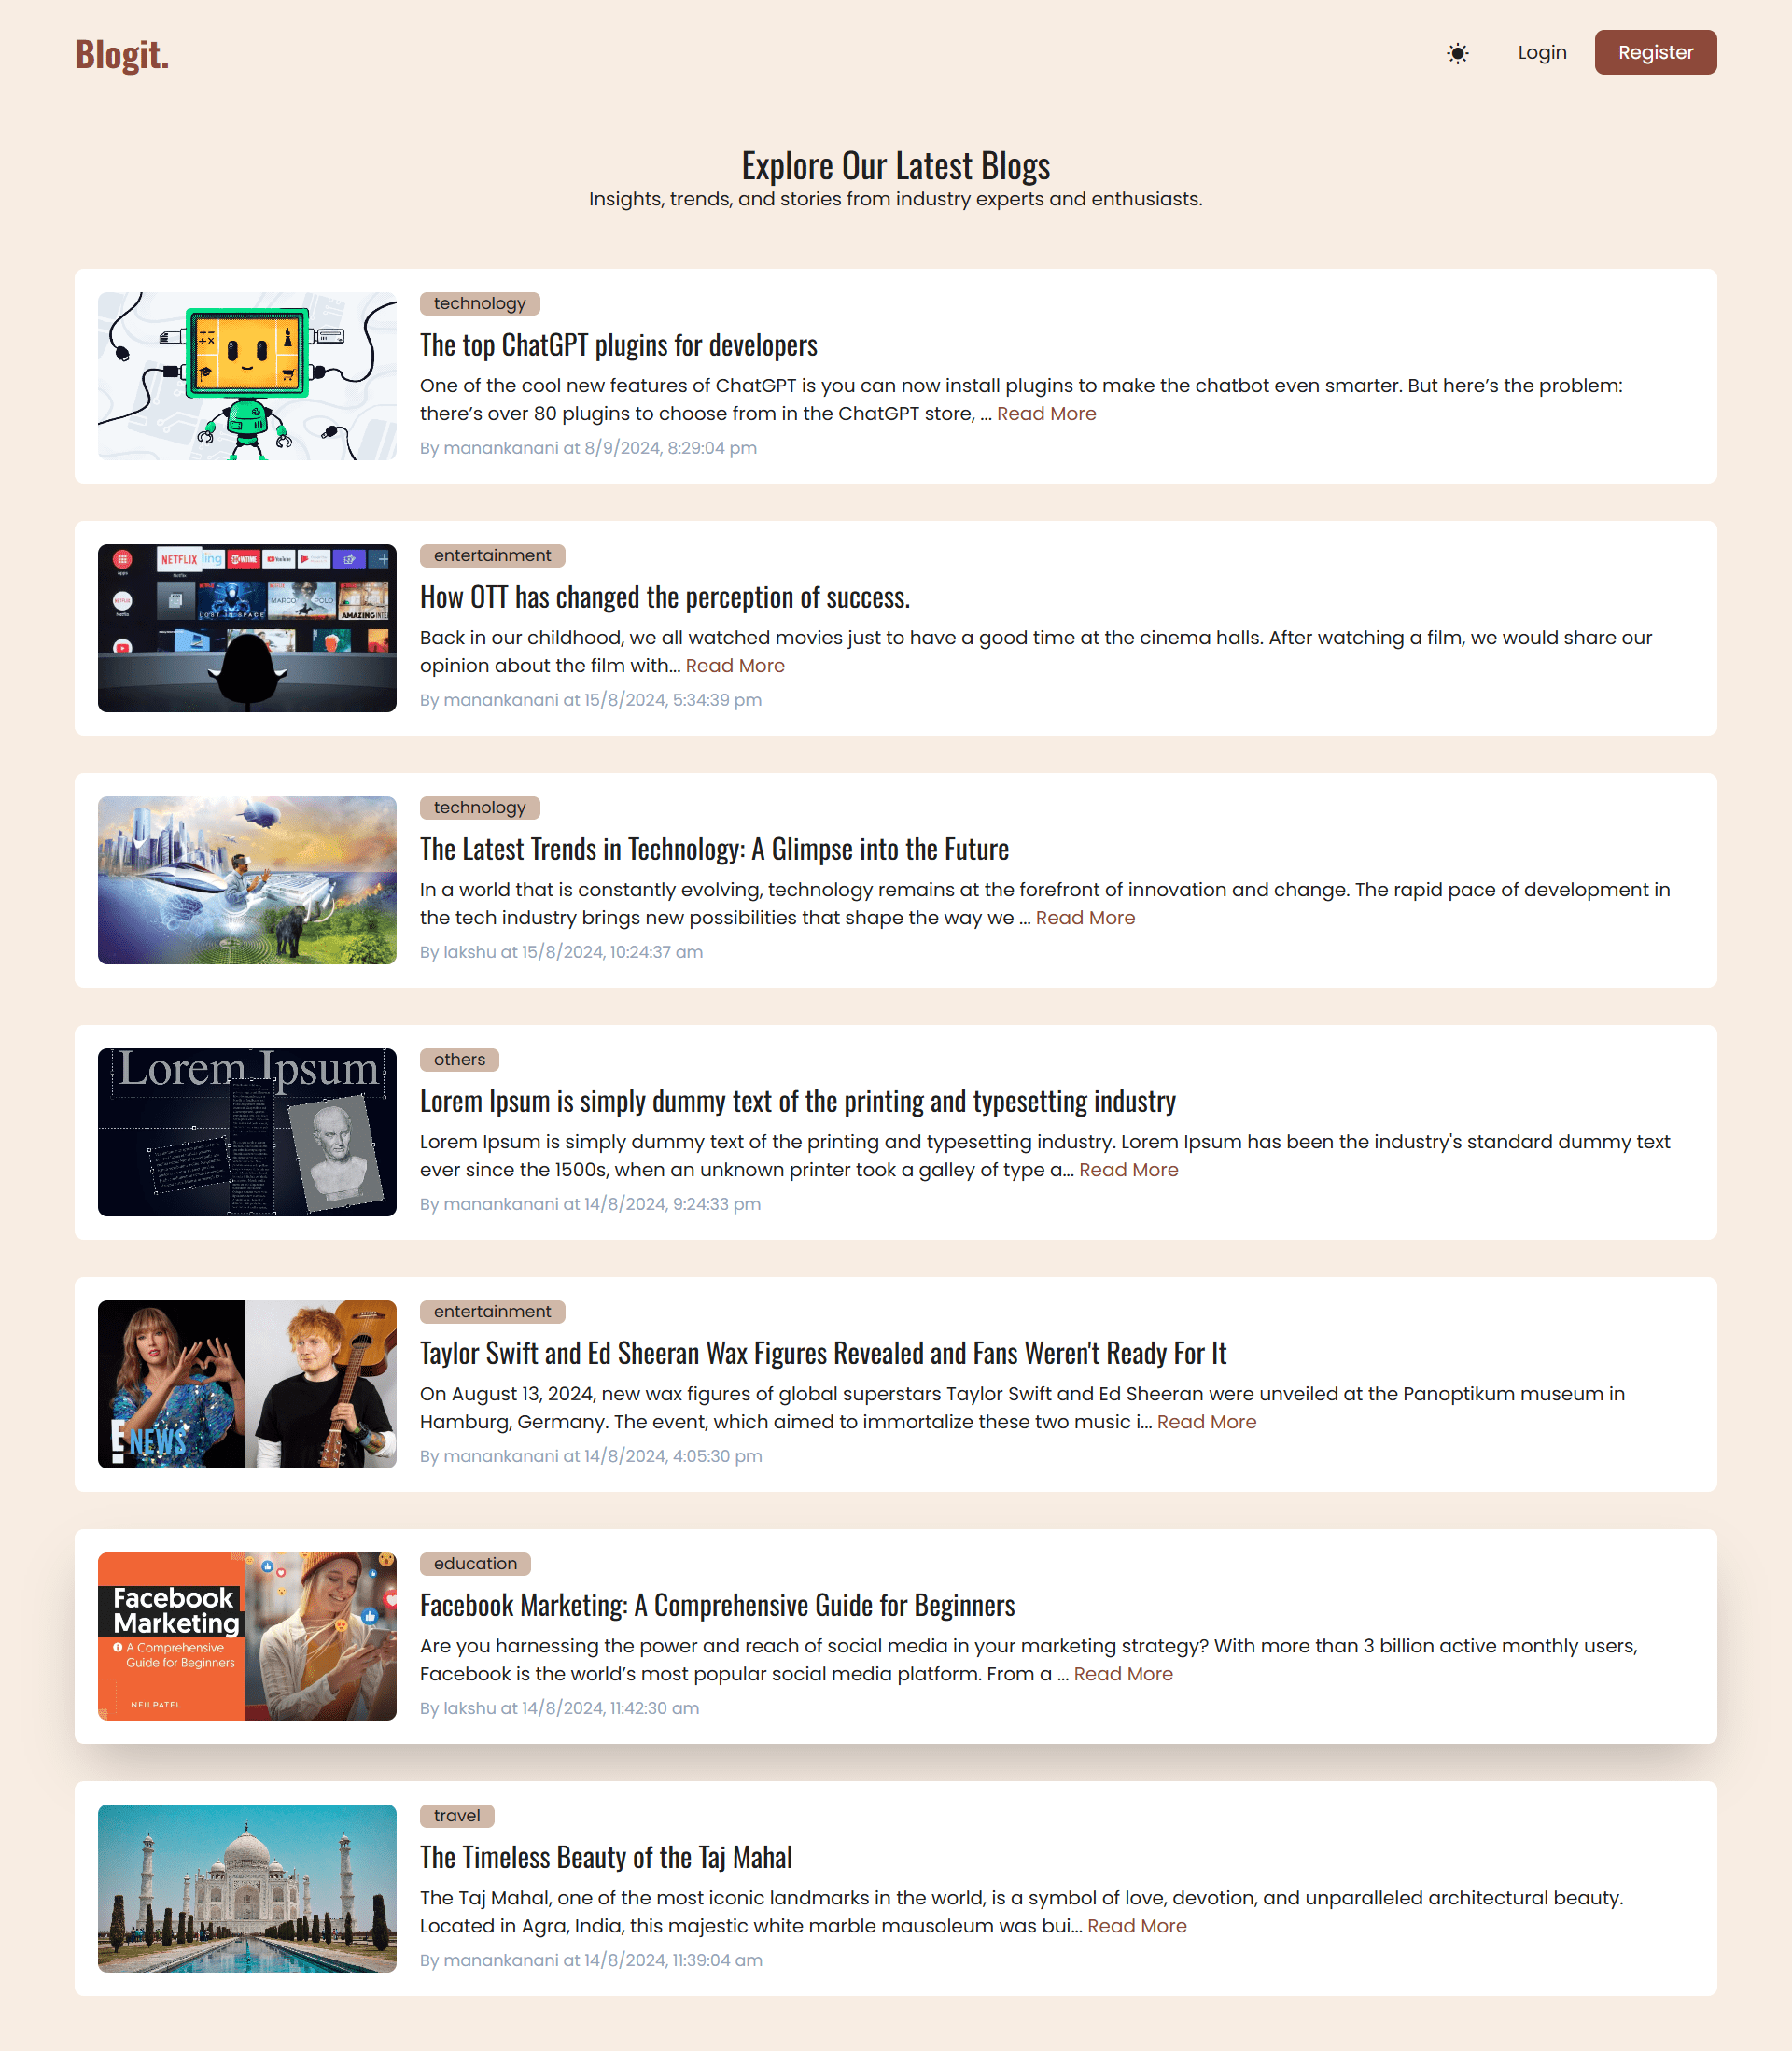 Blogit.
Login
Register
Explore Our Latest Blogs
Insights, trends, and stories from industry experts and enthusiasts.
technology
The top ChatGPT plugins for developers
One of the cool new features of ChatGPT is you can now install plugins to make the chatbot even smarter. But here’s the problem:
there’s over 80 plugins to choose from in the ChatGPT store, ... Read More
By manankanani at 8/9/2024, 8:29:04 pm
NETFLIX
ling
SHOWTIME
YouTube
Apps
Netflix
LOST IN SPACE
MARCO POLO
AMAZING
entertainment
How OTT has changed the perception of success.
Back in our childhood, we all watched movies just to have a good time at the cinema halls. After watching a film, we would share our
opinion about the film with... Read More
By manankanani at 15/8/2024, 5:34:39 pm
technology
The Latest Trends in Technology: A Glimpse into the Future
In a world that is constantly evolving, technology remains at the forefront of innovation and change. The rapid pace of development in
the tech industry brings new possibilities that shape the way we ... Read More
By lakshu at 15/8/2024, 10:24:37 am
Lorem Ipsum
others
Lorem Ipsum is simply dummy text of the printing and typesetting industry
Lorem Ipsum is simply dummy text of the printing and typesetting industry. Lorem Ipsum has been the industry's standard dummy text
ever since the 1500s, when an unknown printer took a galley of type a... Read More
By manankanani at 14/8/2024, 9:24:33 pm
E! NEWS
entertainment
Taylor Swift and Ed Sheeran Wax Figures Revealed and Fans Weren't Ready For It
On August 13, 2024, new wax figures of global superstars Taylor Swift and Ed Sheeran were unveiled at the Panoptikum museum in
Hamburg, Germany. The event, which aimed to immortalize these two music i... Read More
By manankanani at 14/8/2024, 4:05:30 pm
Facebook
Marketing
A Comprehensive
Guide for Beginners
NEILPATEL
education
Facebook Marketing: A Comprehensive Guide for Beginners
Are you harnessing the power and reach of social media in your marketing strategy? With more than 3 billion active monthly users,
Facebook is the world’s most popular social media platform. From a ... Read More
By lakshu at 14/8/2024, 11:42:30 am
travel
The Timeless Beauty of the Taj Mahal
The Taj Mahal, one of the most iconic landmarks in the world, is a symbol of love, devotion, and unparalleled architectural beauty.
Located in Agra, India, this majestic white marble mausoleum was bui... Read More
By manankanani at 14/8/2024, 11:39:04 am